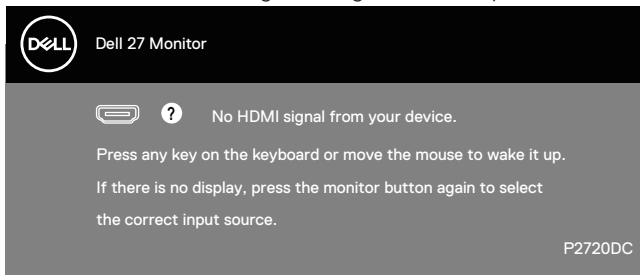 DELL
Dell 27 Monitor
? No HDMI signal from your device.
Press any key on the keyboard or move the mouse to wake it up.
If there is no display, press the monitor button again to select
the correct input source.
P2720DC